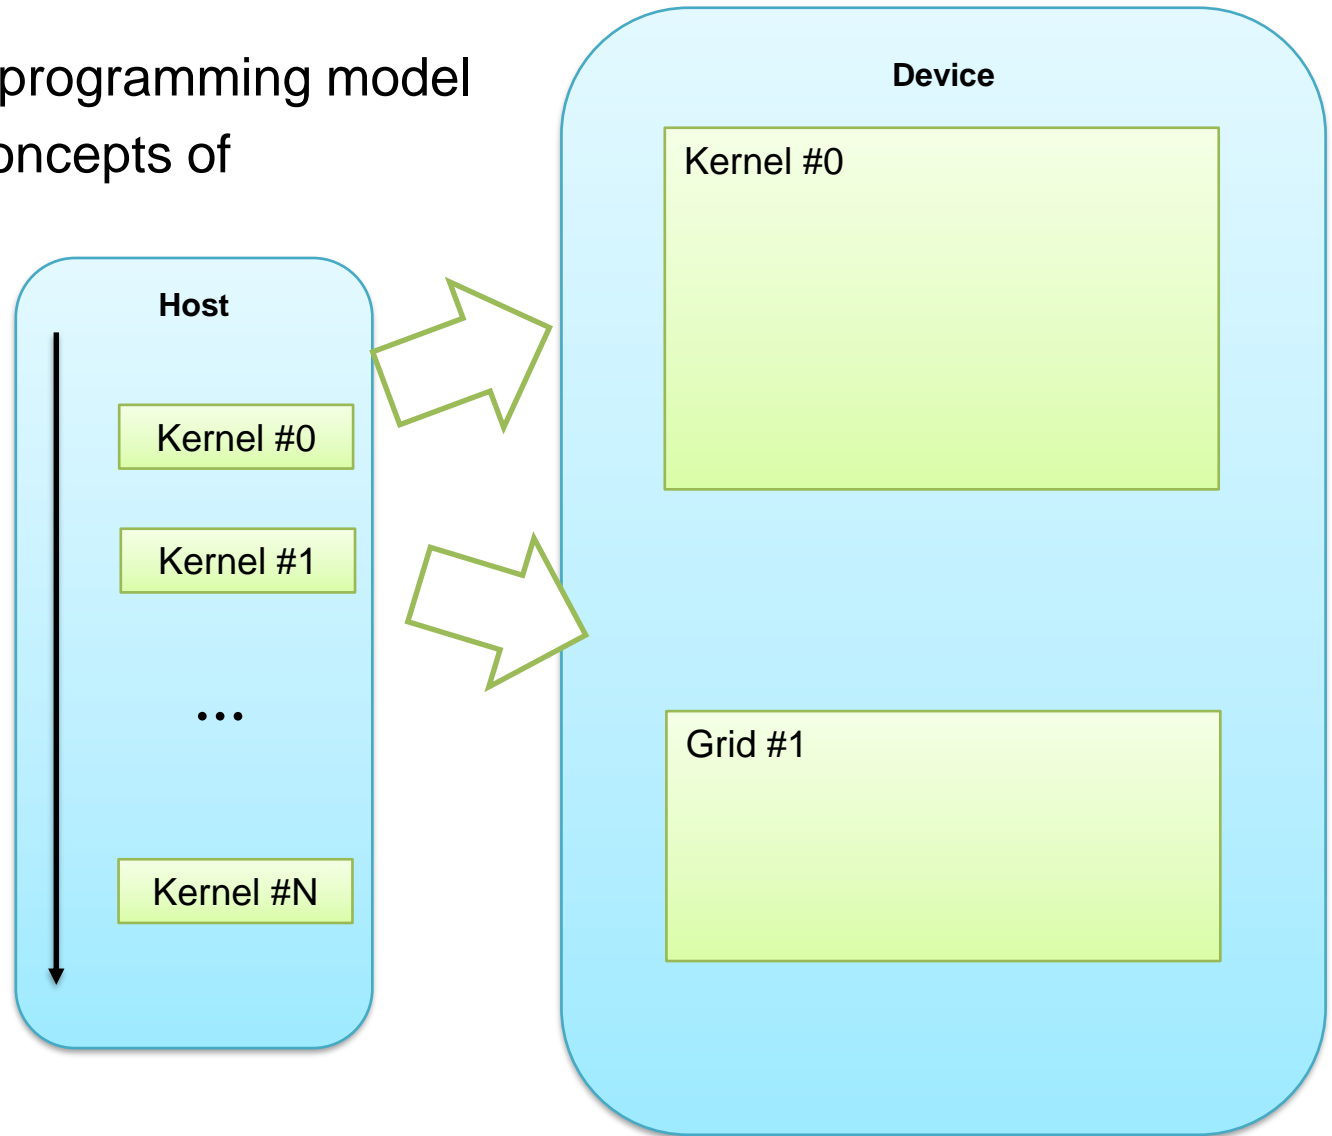 programming model
oncepts of
Host
Kernel #0
Kernel #1
...
Kernel #N
Device
Kernel #0
Grid #1